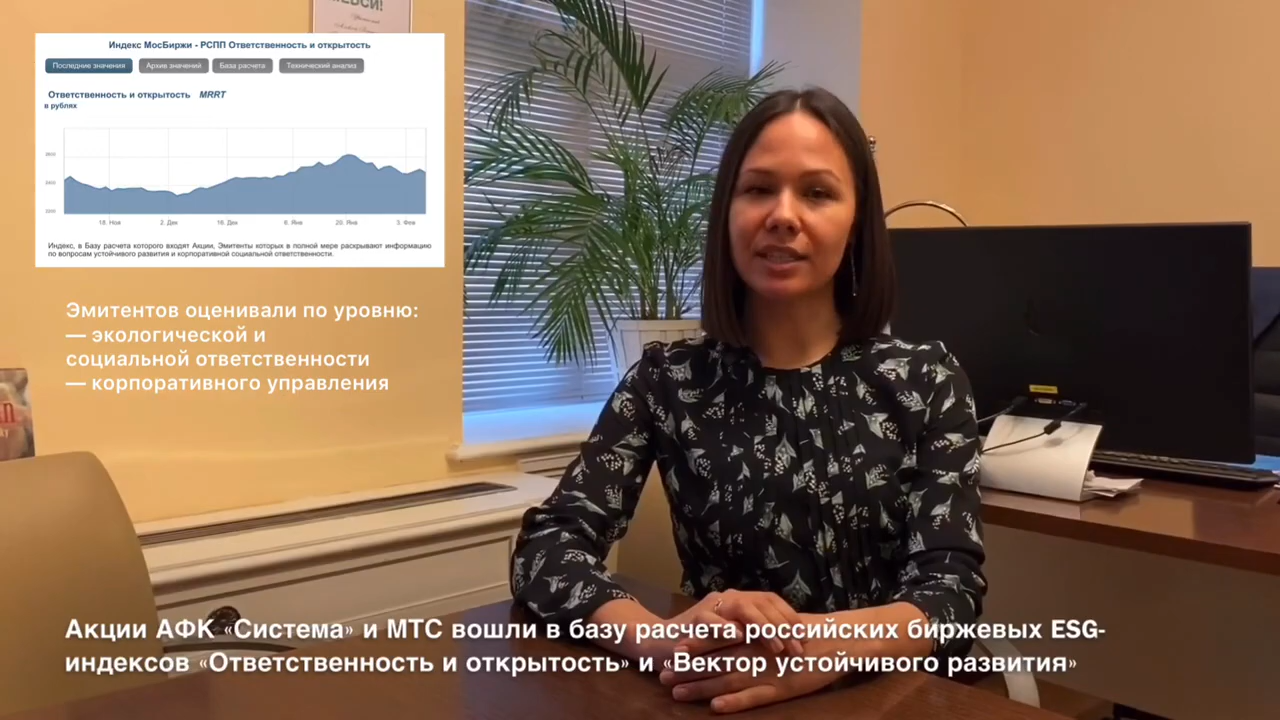 Индекс МосБиржи - РСПП Ответственность и открытость
Последние значения Архив значений База расчета Технический анализ
Ответственность и открытость MRRT
в рублях
18. Ноя 2. Дек 16. Дек 6. Янв 20. Янв 3. Фев
Индекс, в Базу расчета которого входят Акции, Эмитенты которых в полной мере раскрывают информацию
по вопросам устойчивого развития и корпоративной социальной ответственности.
Эмитентов оценивали по уровню:
— экологической и
социальной ответственности
— корпоративного управления
Акции АФК «Система» и МТС вошли в базу расчета российских биржевых ESG-
индексов «Ответственность и открытость» и «Вектор устойчивого развития»